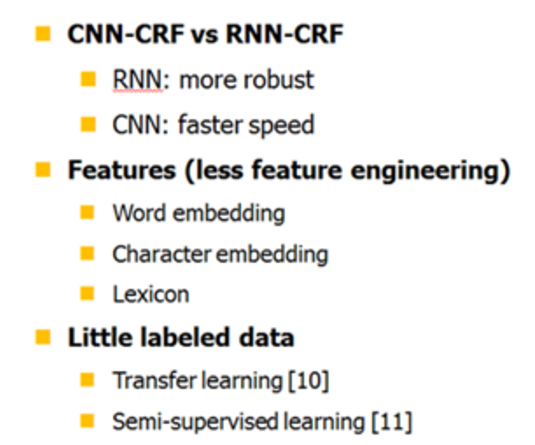 CNN-CRF vs RNN-CRF
RNN: more robust
CNN: faster speed
Features (less feature engineering)
Word embedding
Character embedding
Lexicon
Little labeled data
Transfer learning [10]
Semi-supervised learning [11]